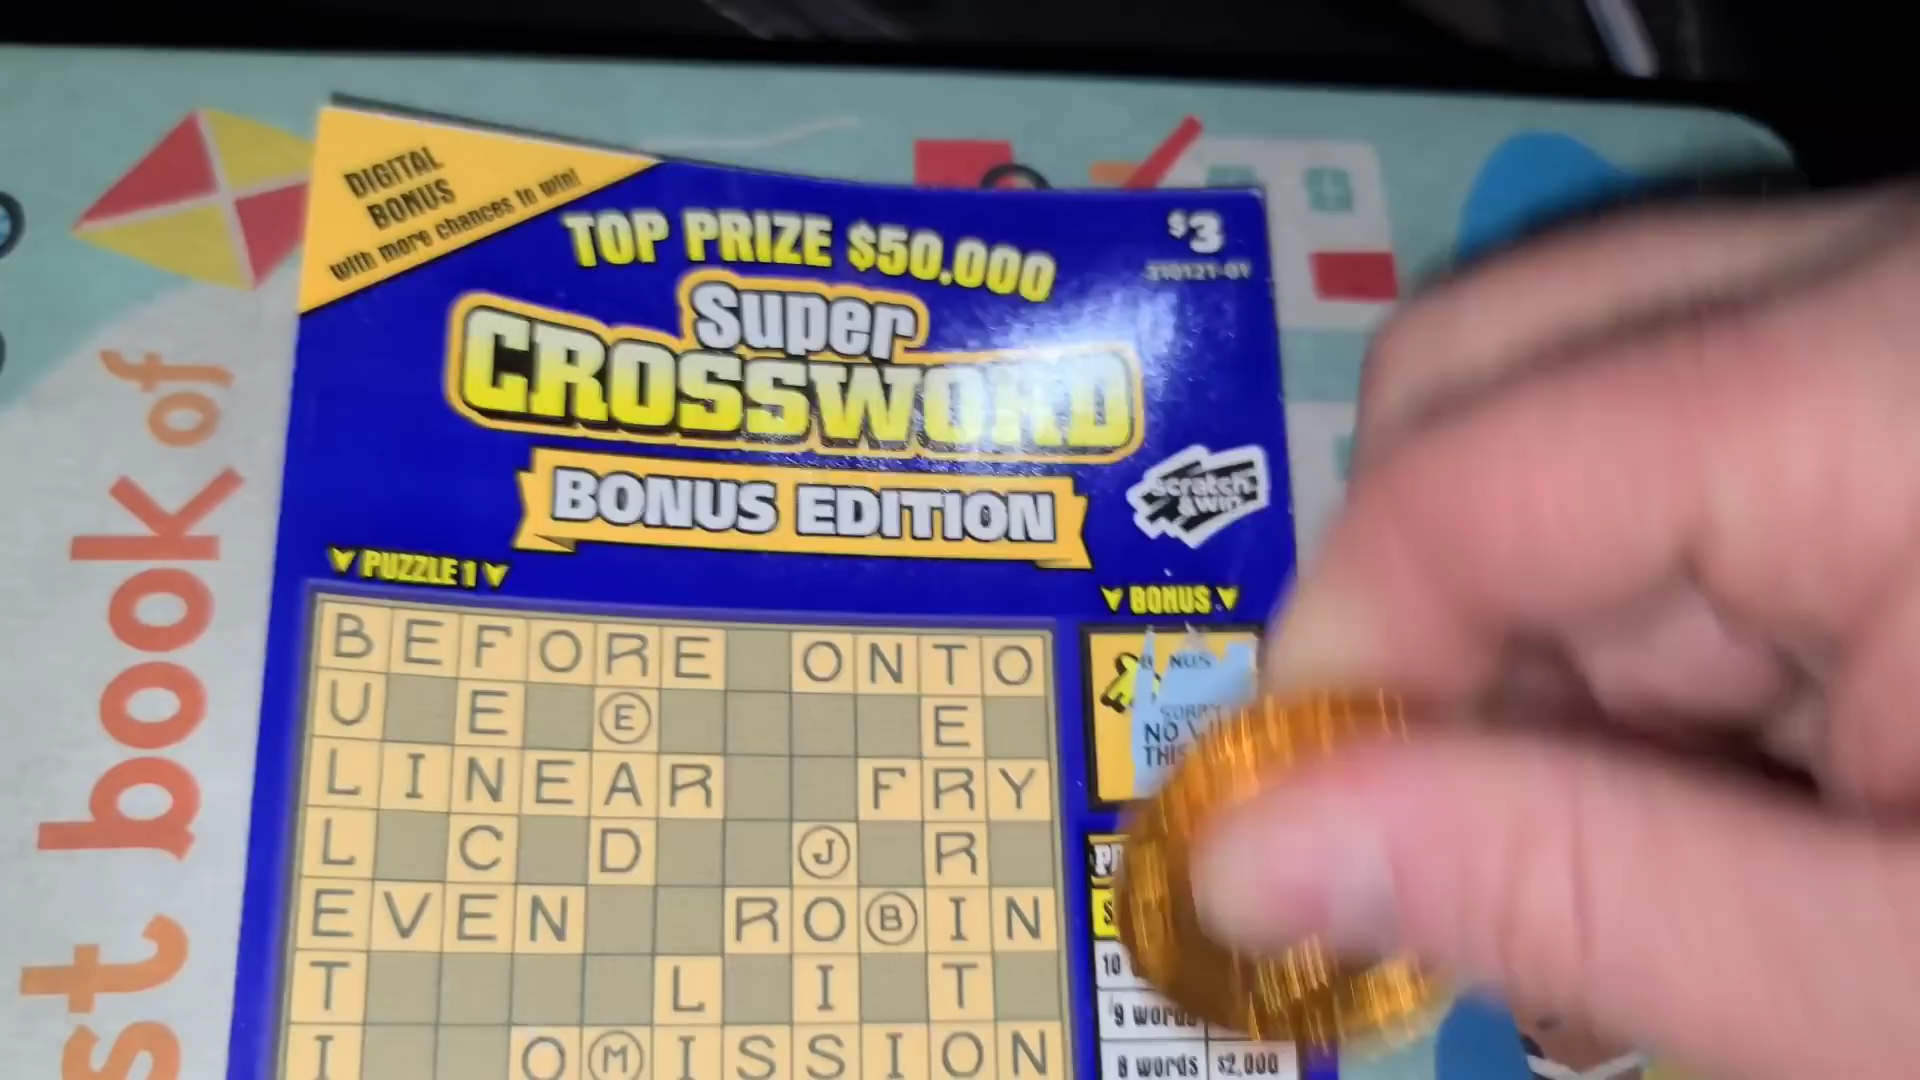 DIGITAL
BONUS
with more chances to win!
TOP PRIZE $50,000
$3
Super
CROSSWORD
BONUS EDITION
Scratch
& Win
PUZZLE 1
BONUS
BEFORE ONTO
U E E E
LINEAR FRY
L C D J R
EVEN ROBIN
T L I T
I OMISSION
NO
THIS
10
9 words
8 words $2,000
st book of